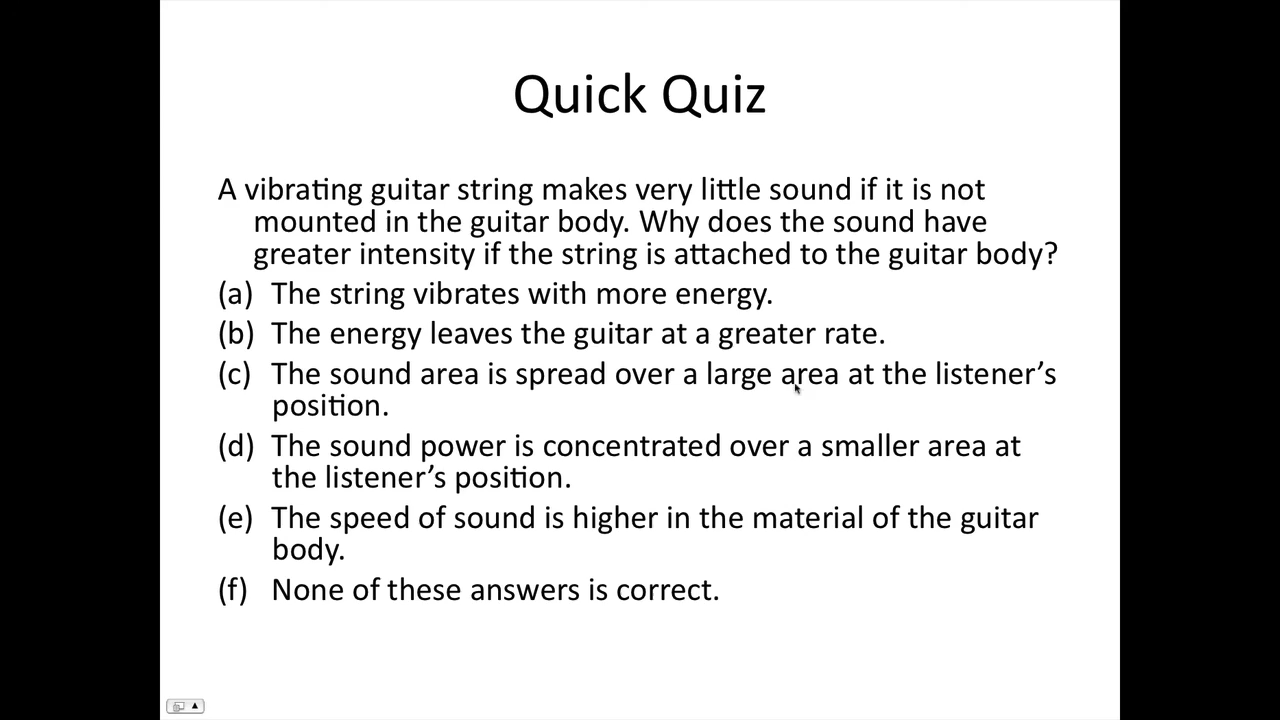 Quick Quiz
A vibrating guitar string makes very little sound if it is not
mounted in the guitar body. Why does the sound have
greater intensity if the string is attached to the guitar body?
(a) The string vibrates with more energy.
(b) The energy leaves the guitar at a greater rate.
(c) The sound area is spread over a large area at the listener’s
position.
(d) The sound power is concentrated over a smaller area at
the listener’s position.
(e) The speed of sound is higher in the material of the guitar
body.
(f) None of these answers is correct.